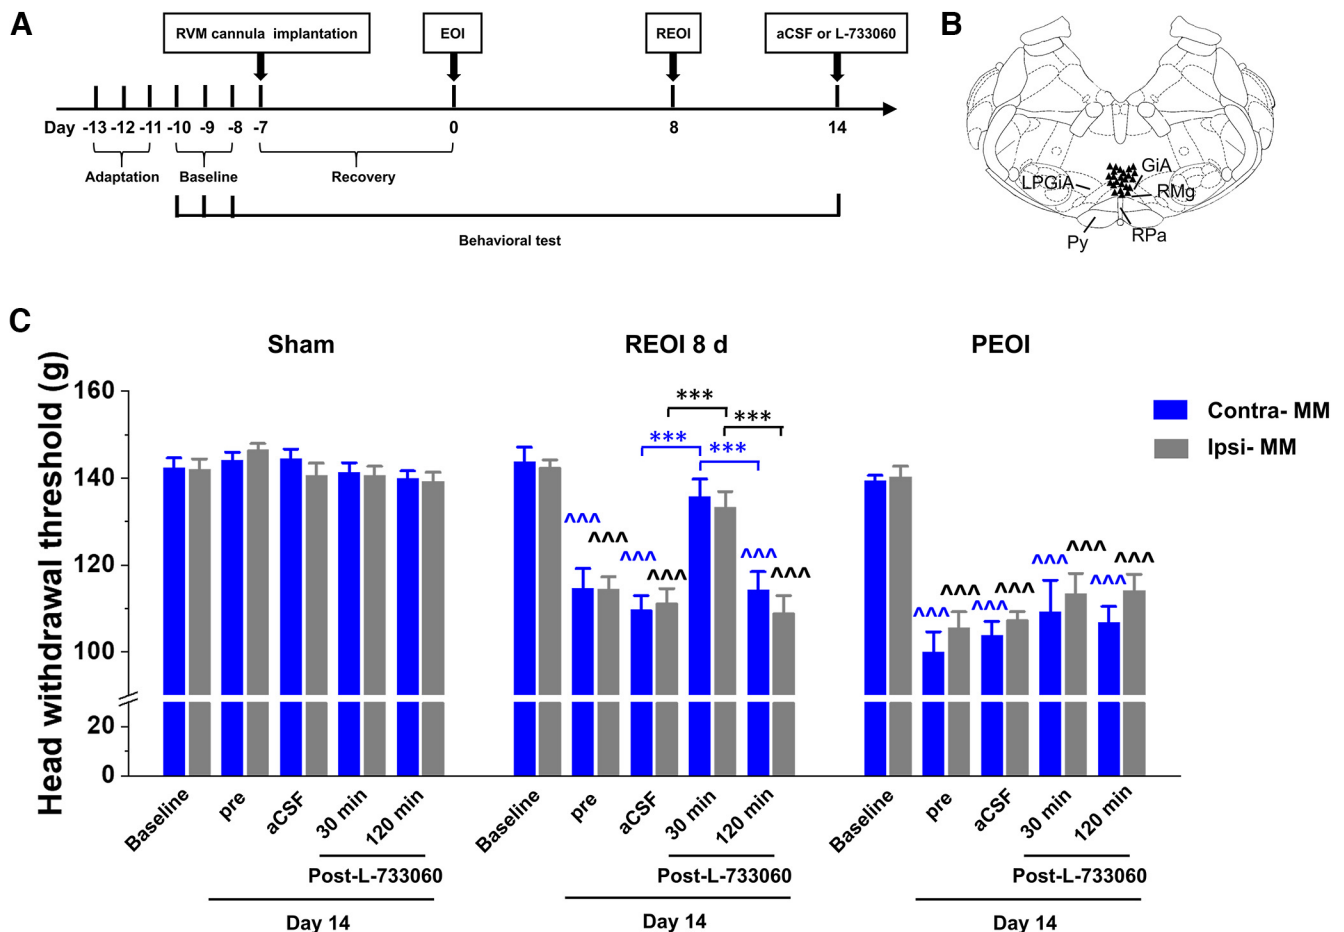 A
RVM cannula implantation
EOI
REOI
aCSF or L-733060
Day -13 -12 -11 -10 -9 -8 -7 0 8 14
Adaptation
Baseline
Recovery
Behavioral test
B
LPGiA
GiA
RMg
Py
RPa
C
Head withdrawal threshold (g)
160
140
120
100
20
0
Sham
REOI 8 d
PEOI
Contra- MM
Ipsi- MM
*** 
***
***
***
^^^
^^^
^^^
^^^
^^^
^^^
^^^
^^^
^^^
^^^
^^^
^^^
^^^
^^^
Baseline pre aCSF 30 min 120 min
Post-L-733060
Day 14
Baseline pre aCSF 30 min 120 min
Post-L-733060
Day 14
Baseline pre aCSF 30 min 120 min
Post-L-733060
Day 14